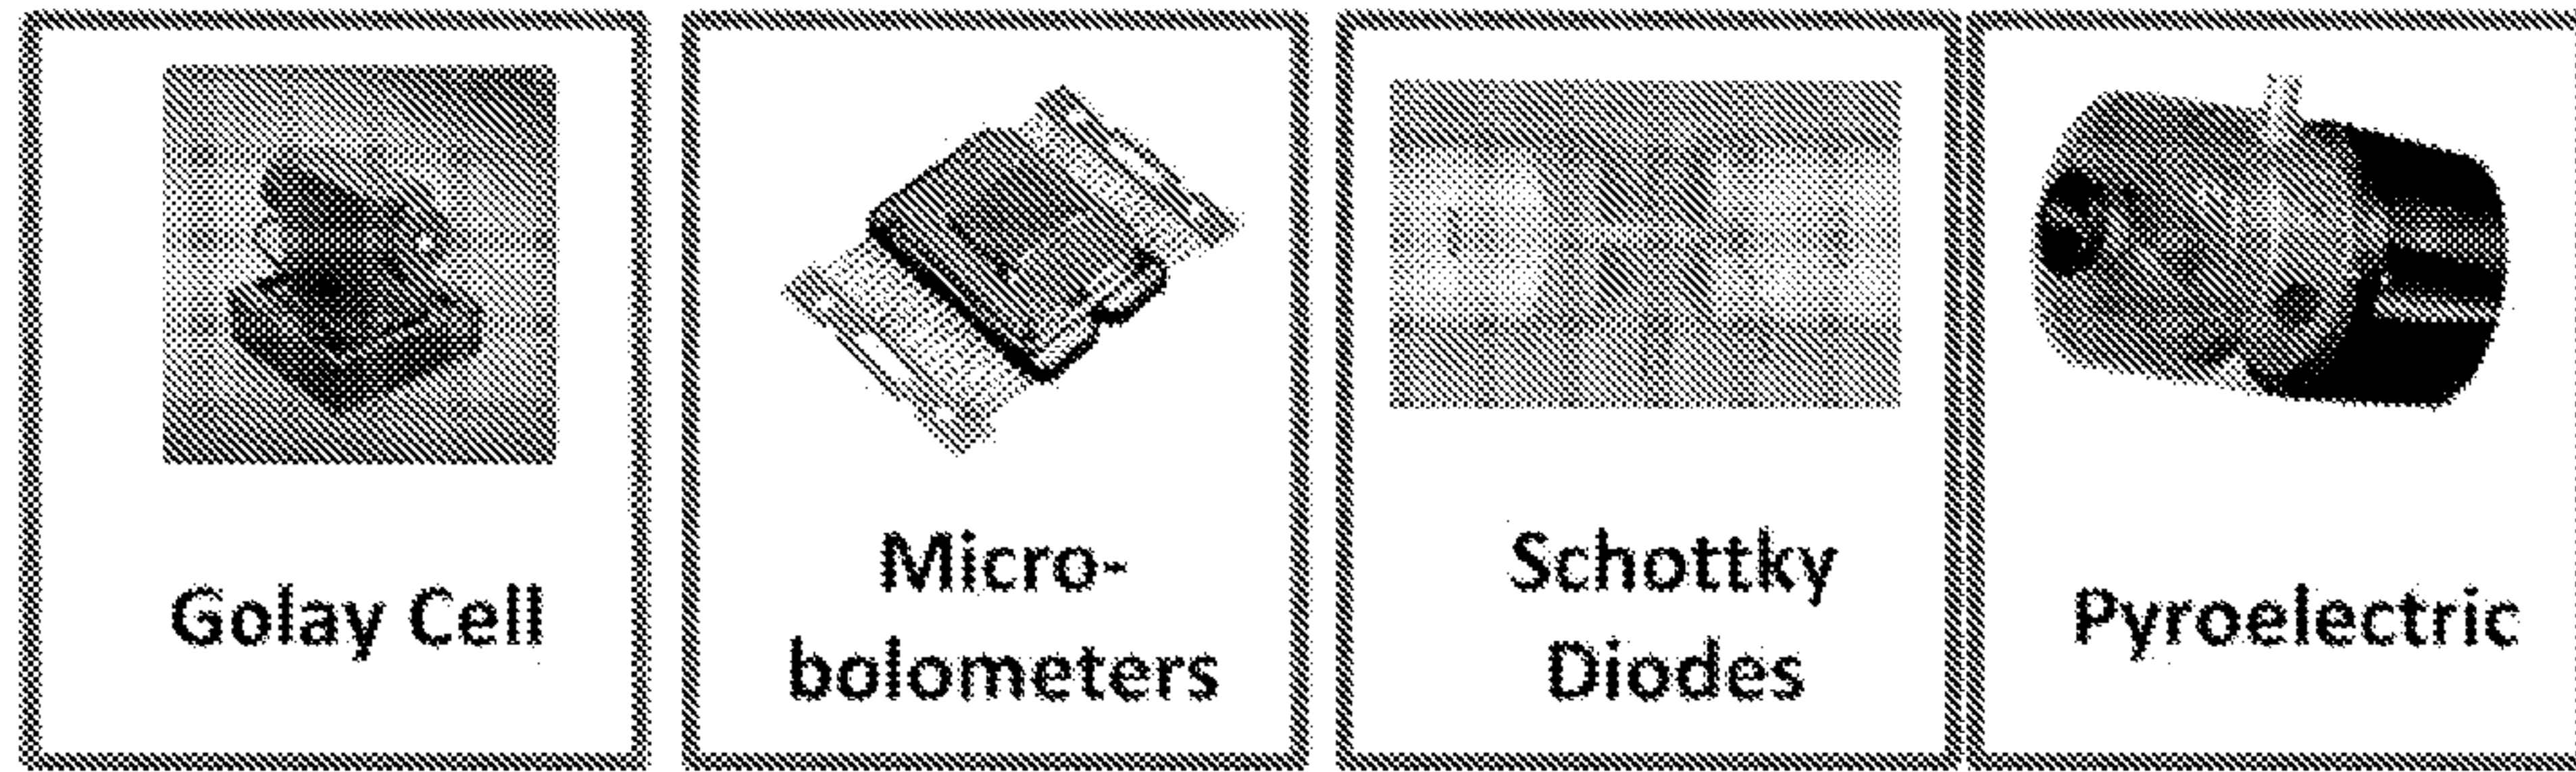 Golay Cell
Micro-
bolometers
Schottky
Diodes
Pyroelectric